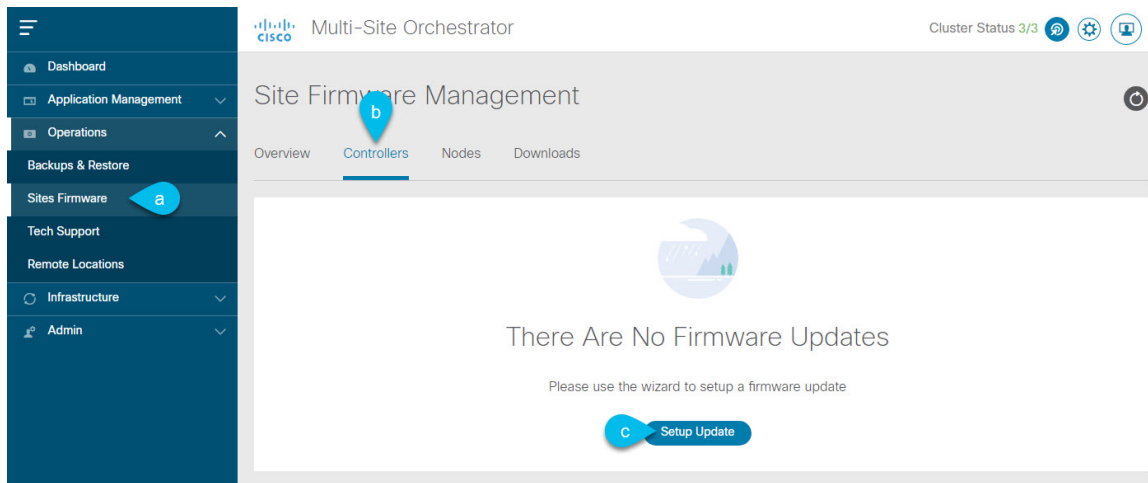 CISCO
Multi-Site Orchestrator
Cluster Status 3/3
Dashboard
Application Management
Operations
Backups & Restore
Sites Firmware
a
Tech Support
Remote Locations
Infrastructure
Admin
Site Firmware Management
b
Overview
Controllers
Nodes
Downloads
There Are No Firmware Updates
Please use the wizard to setup a firmware update
c
Setup Update